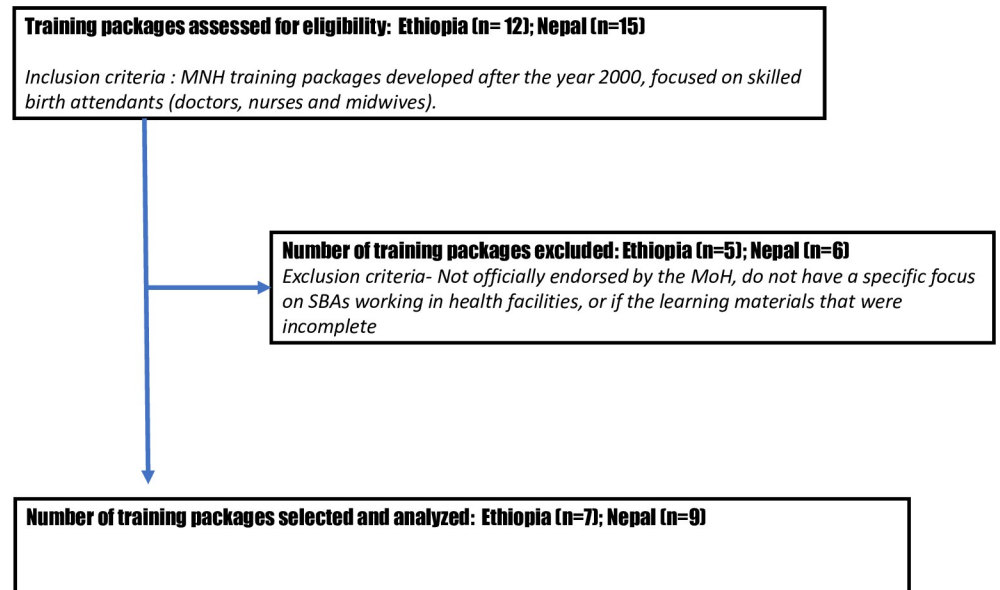 Training packages assessed for eligibility: Ethiopia (n= 12); Nepal (n=15)
Inclusion criteria : MNH training packages developed after the year 2000, focused on skilled
birth attendants (doctors, nurses and midwives).
Number of training packages excluded: Ethiopia (n=5); Nepal (n=6)
Exclusion criteria- Not officially endorsed by the MoH, do not have a specific focus
on SBAs working in health facilities, or if the learning materials that were
incomplete
Number of training packages selected and analyzed: Ethiopia (n=7); Nepal (n=9)